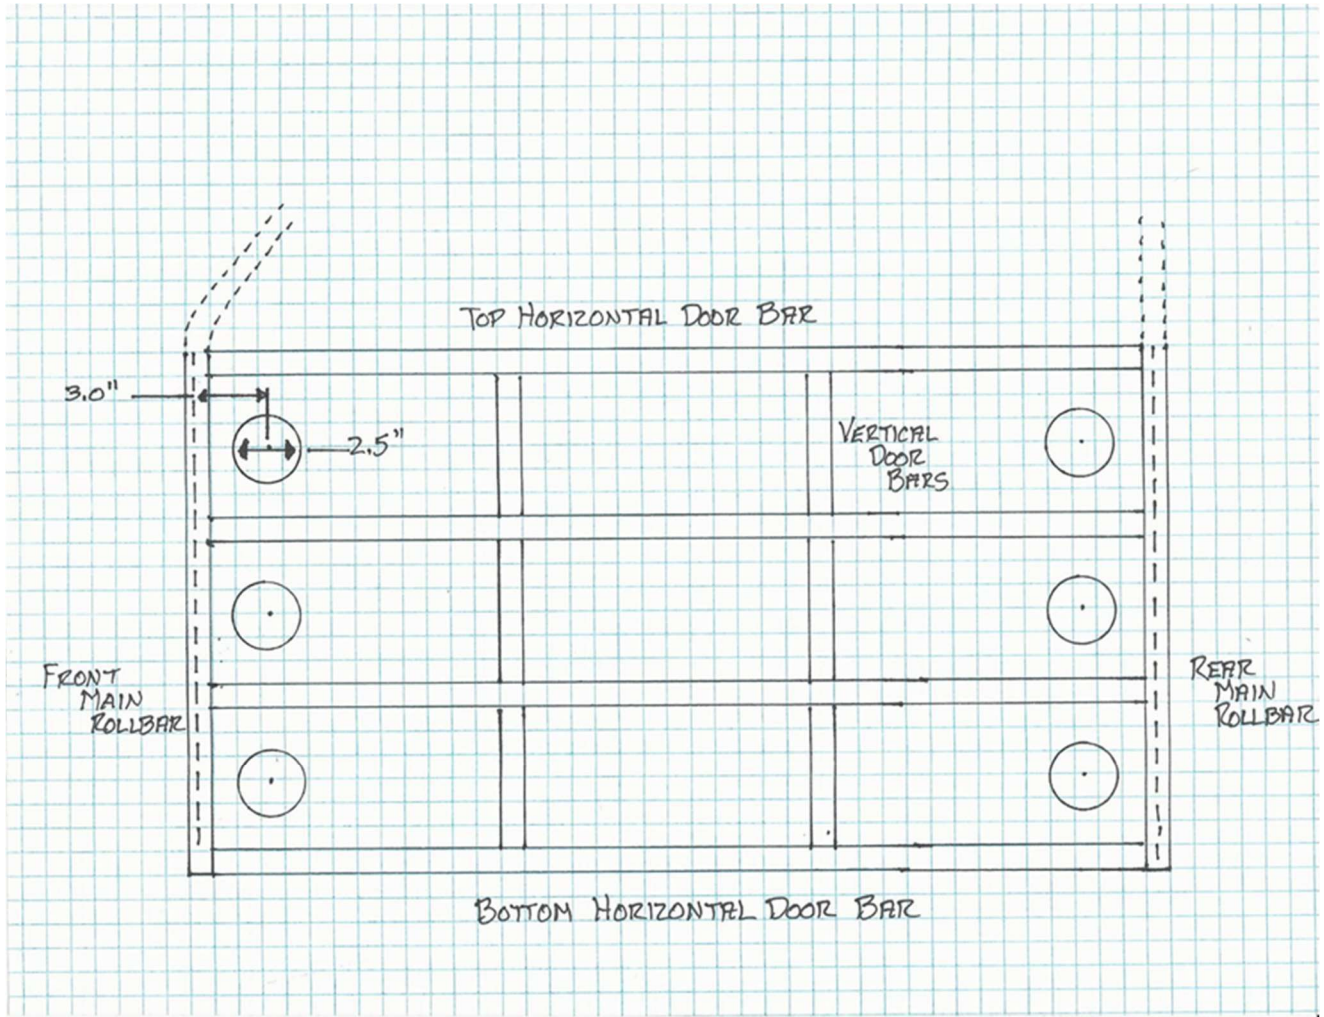 TOP HORIZONTAL DOOR BAR
3.0"
2.5"
VERTICAL
DOOR
BARS
FRONT
MAIN
ROLLBAR
REAR
MAIN
ROLLBAR
BOTTOM HORIZONTAL DOOR BAR